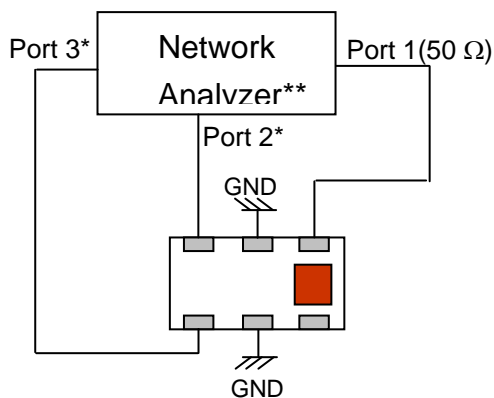 Port 3*
Network
Analyzer**
Port 1(50 Ω)
Port 2*
GND
GND